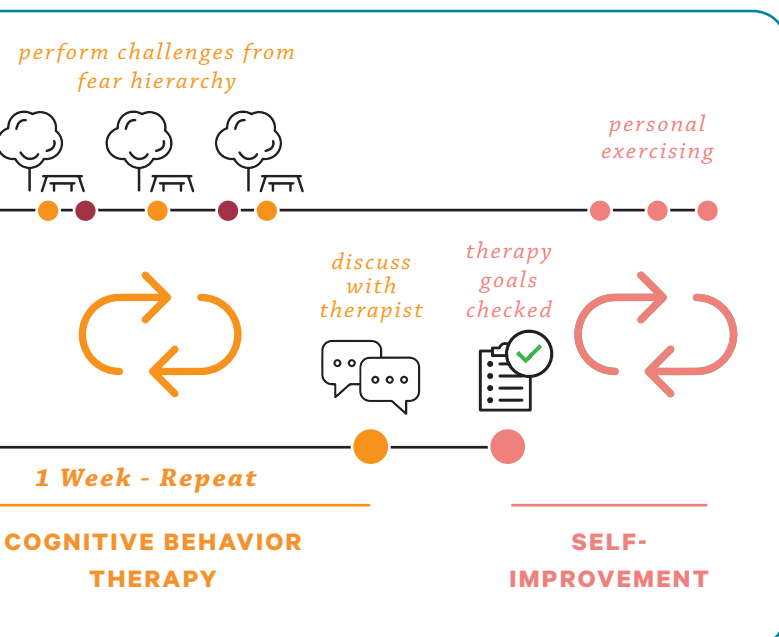 perform challenges from
fear hierarchy
personal
exercising
discuss
with
therapist
therapy
goals
checked
1 Week - Repeat
COGNITIVE BEHAVIOR
THERAPY
SELF-
IMPROVEMENT